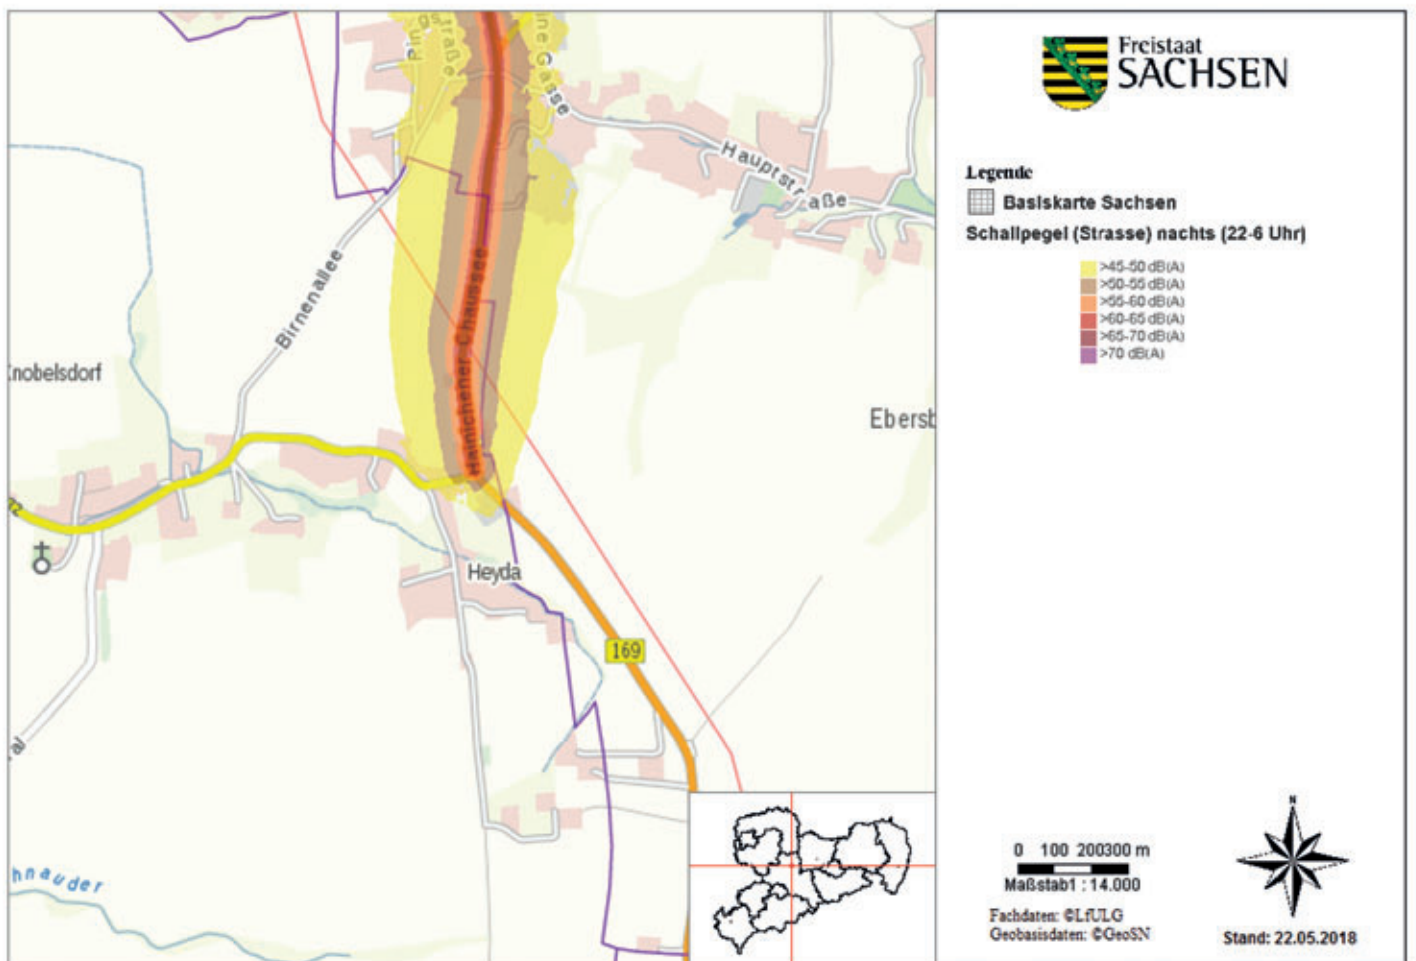 Freistaat
SACHSEN
Legende
Basiskarte Sachsen
Schallpegel (Strasse) nachts (22-6 Uhr)
>45-50 dB(A)
>50-55 dB(A)
>55-60 dB(A)
>60-65 dB(A)
>65-70 dB(A)
>70 dB(A)
Hauptstraße
Birnenallee
Hainichener Chaussee
Heyda
169
N
0 100 200300 m
Maßstab1 : 14.000
Fachdaten: ©LfULG
Geobasisdaten: ©GeoSN
Stand: 22.05.2018